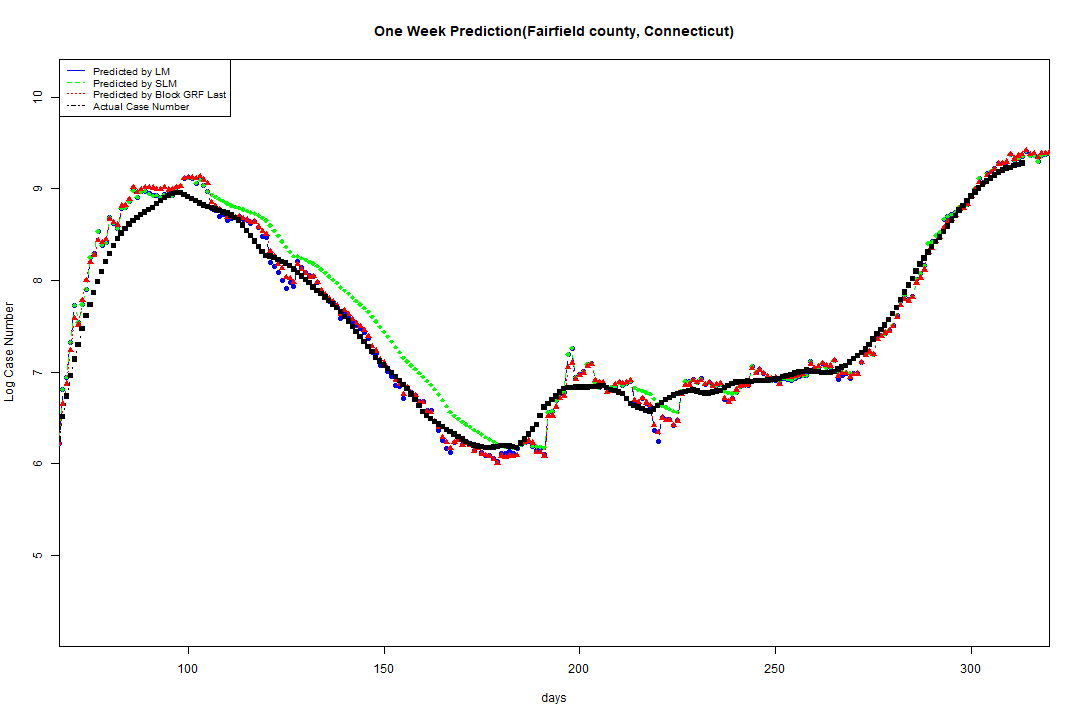 One Week Prediction(Fairfield county, Connecticut)
Predicted by LM
Predicted by SLM
Predicted by Block GRF Last
Actual Case Number
10
9
8
7
6
5
Log Case Number
100 150 200 250 300
days